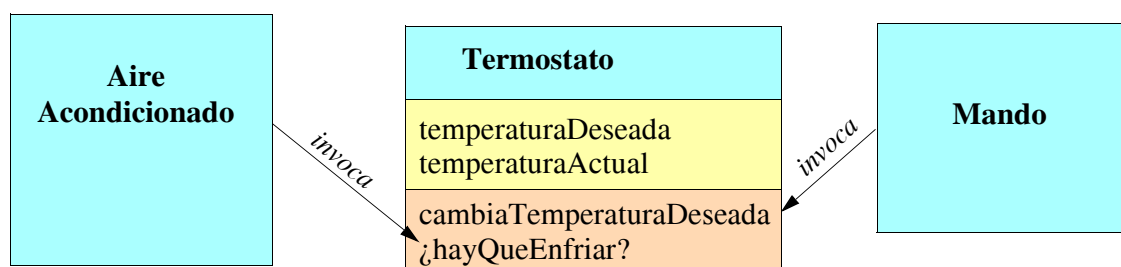 Aire
Acondicionado
invoca
Termostato
temperaturaDeseada
temperaturaActual
cambiaTemperaturaDeseada
¿hayQueEnfriar?
invoca
Mando